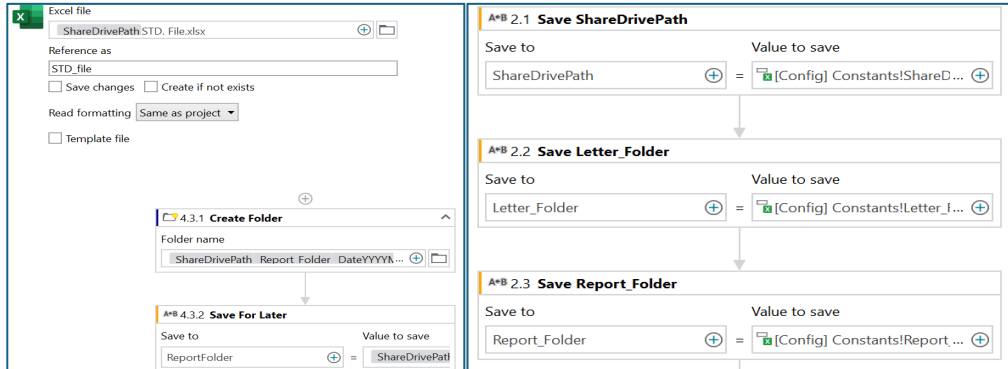 Excel file
ShareDrivePath STD. File.xlsx
Reference as
STD_file
Save changes Create if not exists
Read formatting Same as project
Template file
4.3.1 Create Folder
Folder name
ShareDrivePath Report Folder DateYYYYM...
A+B 4.3.2 Save For Later
Save to Value to save
ReportFolder = ShareDrivePath
A+B 2.1 Save ShareDrivePath
Save to Value to save
ShareDrivePath = [Config] Constants!ShareD...
A+B 2.2 Save Letter_Folder
Save to Value to save
Letter_Folder = [Config] Constants!Letter_F...
A+B 2.3 Save Report_Folder
Save to Value to save
Report_Folder = [Config] Constants!Report_...